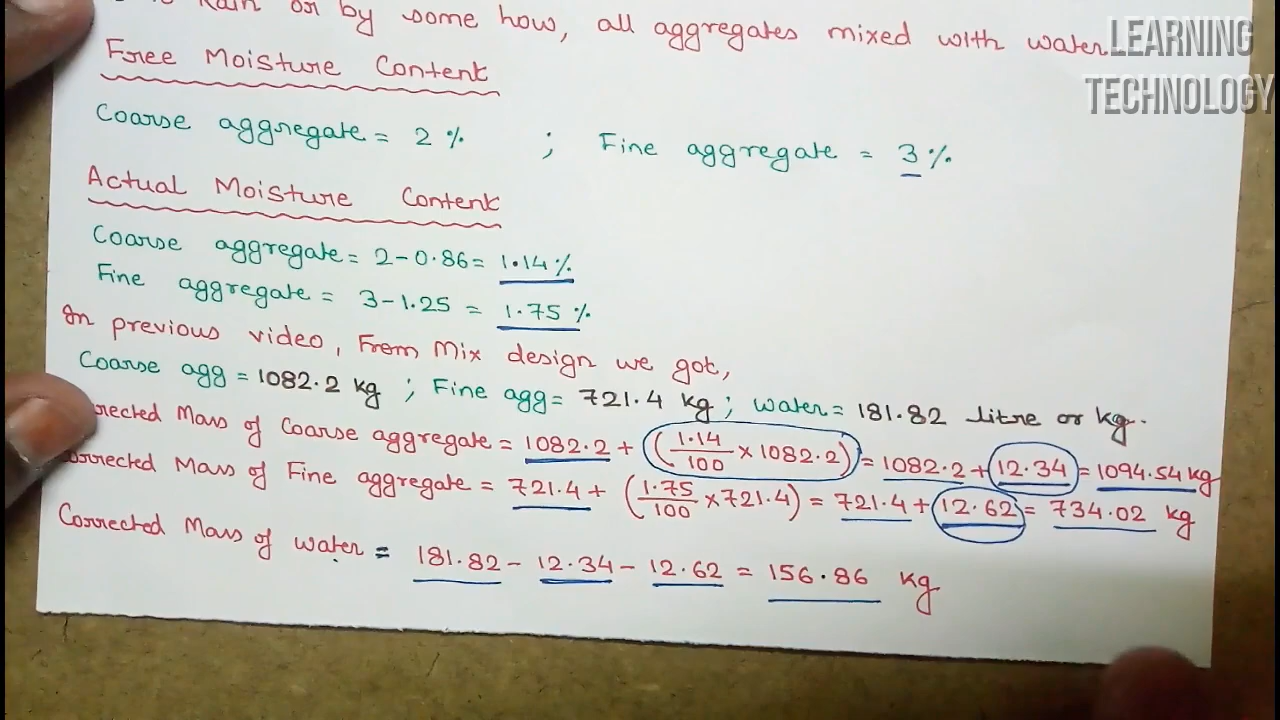 Rain or by some how, all aggregates mixed with water
LEARNING
TECHNOLOGY
Free Moisture Content
Coarse aggregate = 2 % ; Fine aggregate = 3 %
Actual Moisture Content
Coarse aggregate = 2-0.86 = 1.14 %
Fine aggregate = 3-1.25 = 1.75 %
In previous video, From Mix design we got,
Coarse agg = 1082.2 kg ; Fine agg = 721.4 kg ; water = 181.82 litre or kg.
rrected Mass of Coarse aggregate = 1082.2 + (1.14/100 × 1082.2) = 1082.2 + 12.34 = 1094.54 kg
orrected Mass of Fine aggregate = 721.4 + (1.75/100 × 721.4) = 721.4 + 12.62 = 734.02 kg
Corrected Mass of water = 181.82 - 12.34 - 12.62 = 156.86 kg